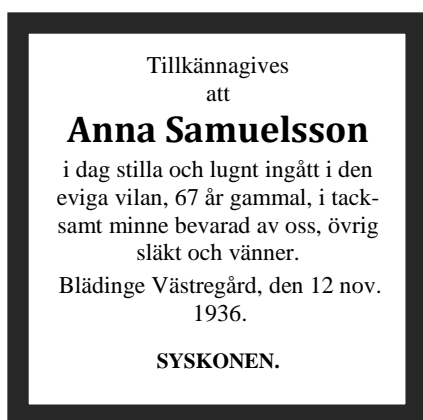 Tillkännagives
att
Anna Samuelsson
i dag stilla och lugnt ingått i den
eviga vilan, 67 år gammal, i tack-
samt minne bevarad av oss, övrig
släkt och vänner.
Blädinge Västregård, den 12 nov.
1936.
SYSKONEN.